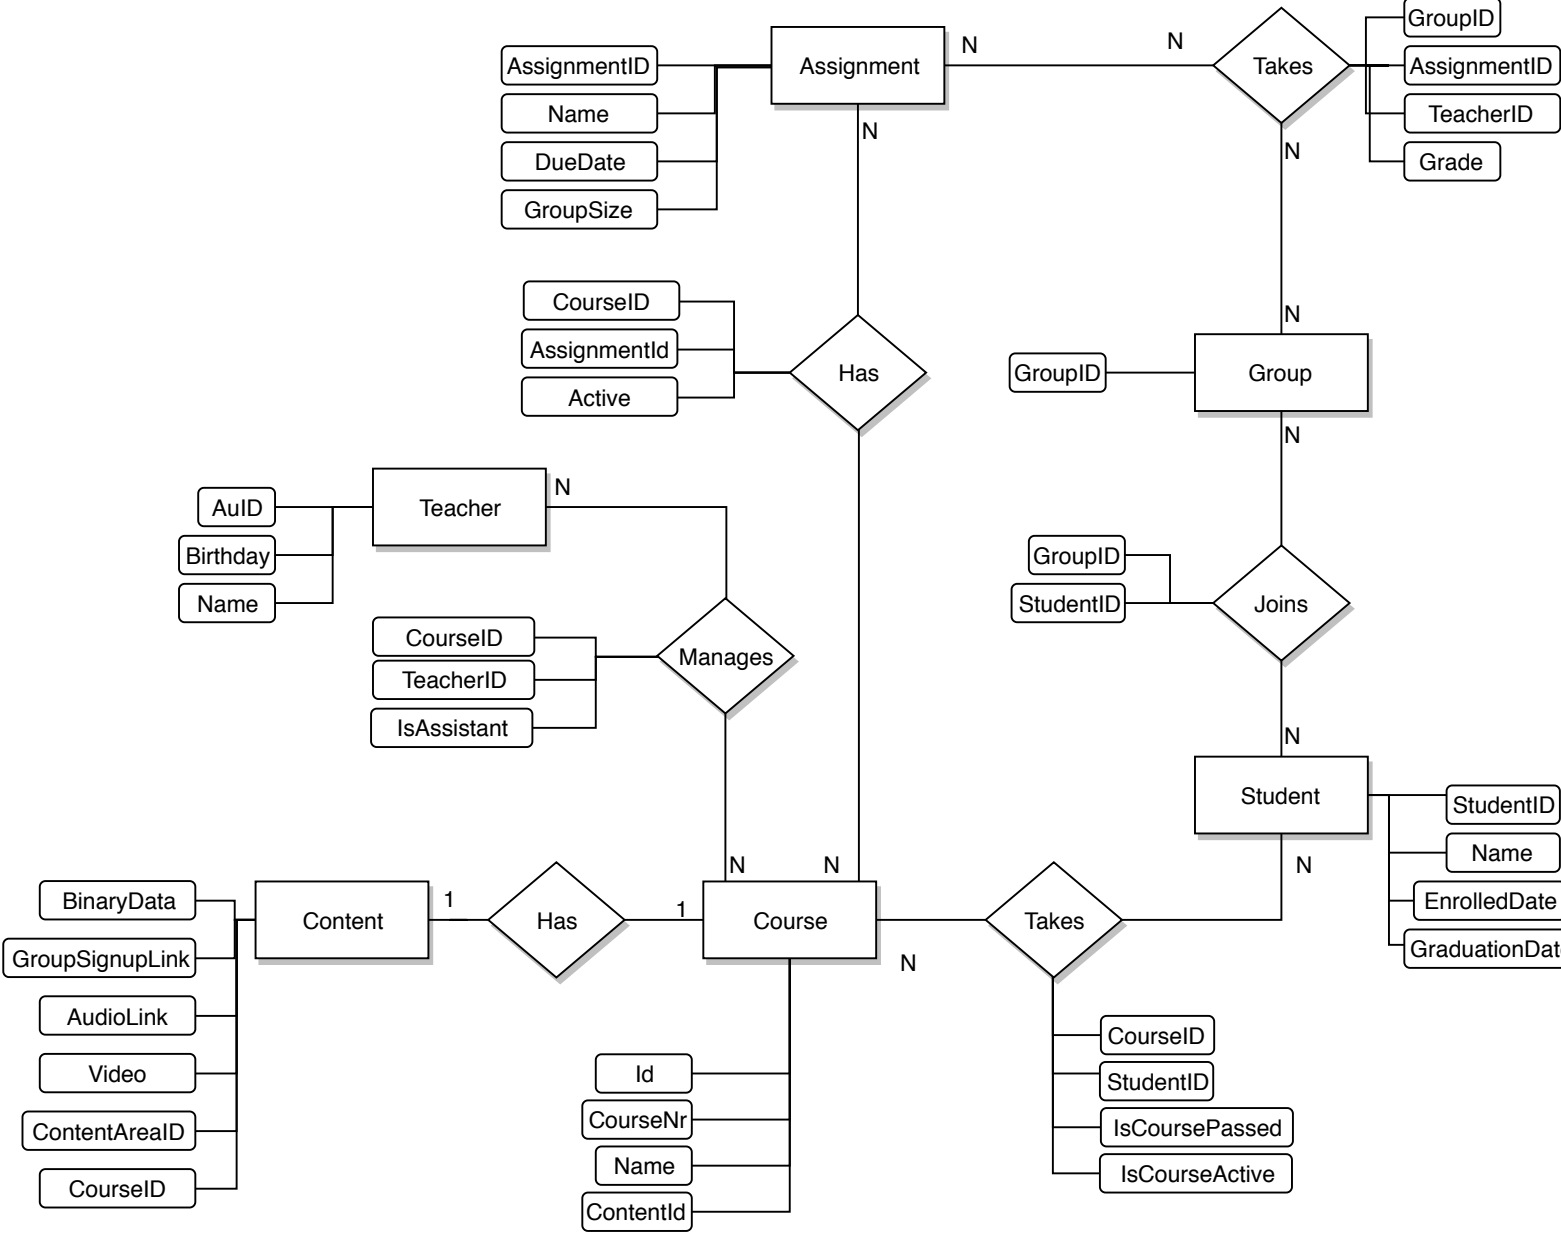 GroupID
N
N
AssignmentID
Assignment
Takes
AssignmentID
Name
TeacherID
N
DueDate
N
Grade
GroupSize
CourseID
N
AssignmentId
Has
GroupID
Group
Active
N
N
AuID
Teacher
Birthday
GroupID
Name
StudentID
Joins
CourseID
Manages
TeacherID
IsAssistant
N
Student
StudentID
Name
N
N
N
BinaryData
1
1
EnrolledDate
Content
Has
Course
Takes
GroupSignupLink
N
GraduationDat
AudioLink
CourseID
Video
Id
StudentID
CourseNr
ContentAreaID
IsCoursePassed
Name
IsCourseActive
CourseID
ContentId